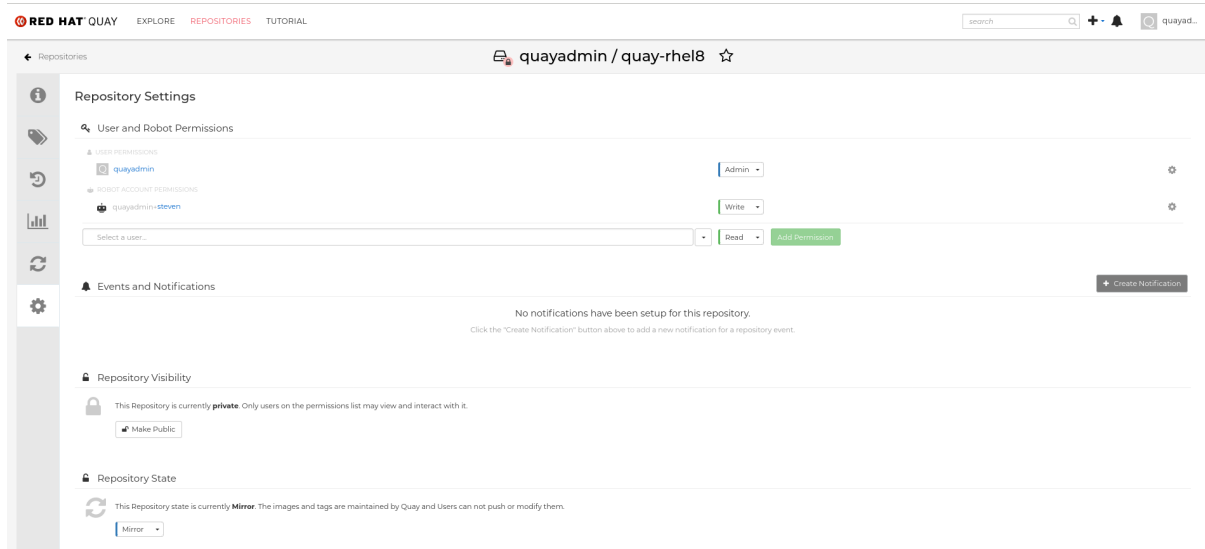 RED HAT QUAY EXPLORE REPOSITORIES TUTORIAL search quayad...
Repositories quayadmin / quay-rhel8
Repository Settings
User and Robot Permissions
USER PERMISSIONS
quayadmin Admin
ROBOT ACCOUNT PERMISSIONS
quayadmin+steven Write
Select a user... Read Add Permission
Events and Notifications + Create Notification
No notifications have been setup for this repository.
Click the "Create Notification" button above to add a new notification for a repository event.
Repository Visibility
This Repository is currently private. Only users on the permissions list may view and interact with it.
Make Public
Repository State
This Repository state is currently Mirror. The images and tags are maintained by Quay and Users can not push or modify them.
Mirror